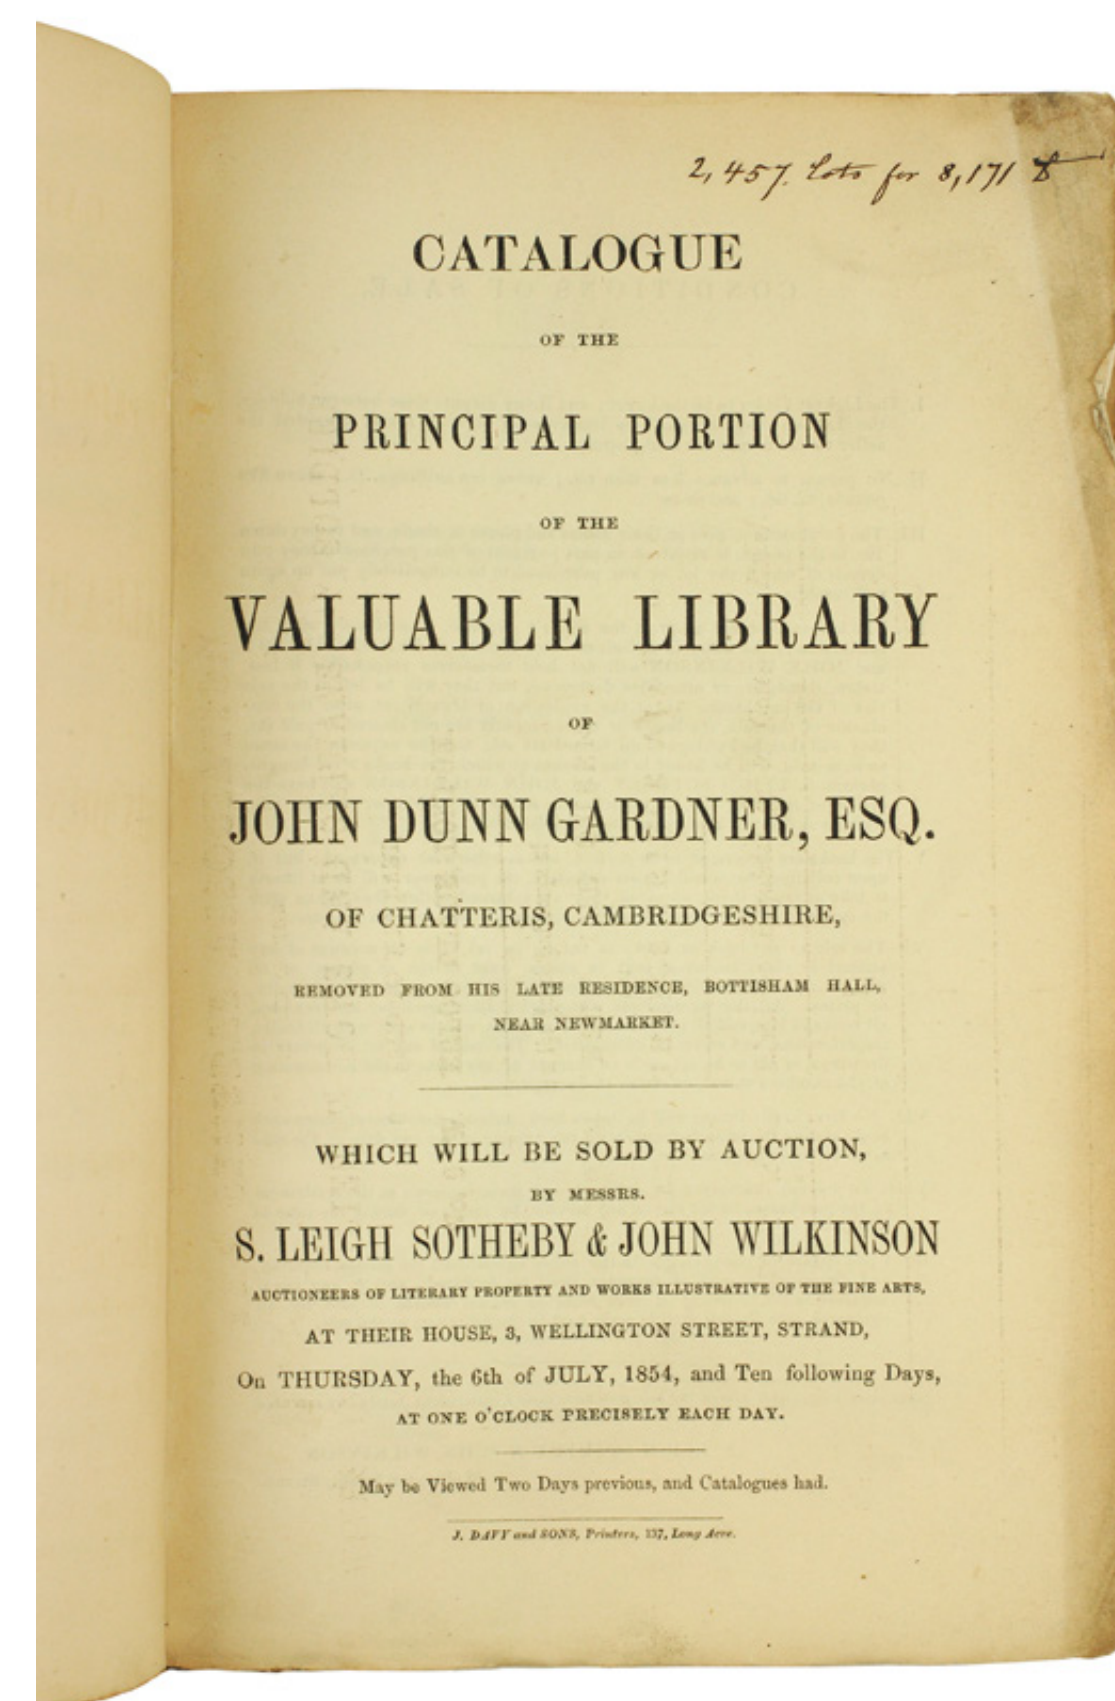 2,457. lots for 8,171 £
CATALOGUE
OF THE
PRINCIPAL PORTION
OF THE
VALUABLE LIBRARY
OF
JOHN DUNN GARDNER, ESQ.
OF CHATTERIS, CAMBRIDGESHIRE,
REMOVED FROM HIS LATE RESIDENCE, BOTTISHAM HALL,
NEAR NEWMARKET.
WHICH WILL BE SOLD BY AUCTION,
BY MESSRS.
S. LEIGH SOTHEBY & JOHN WILKINSON
AUCTIONEERS OF LITERARY PROPERTY AND WORKS ILLUSTRATIVE OF THE FINE ARTS,
AT THEIR HOUSE, 3, WELLINGTON STREET, STRAND,
On THURSDAY, the 6th of JULY, 1854, and Ten following Days,
AT ONE O'CLOCK PRECISELY EACH DAY.
May be Viewed Two Days previous, and Catalogues had.
J. DAVY and SONS, Printers, 137, Long Acre.